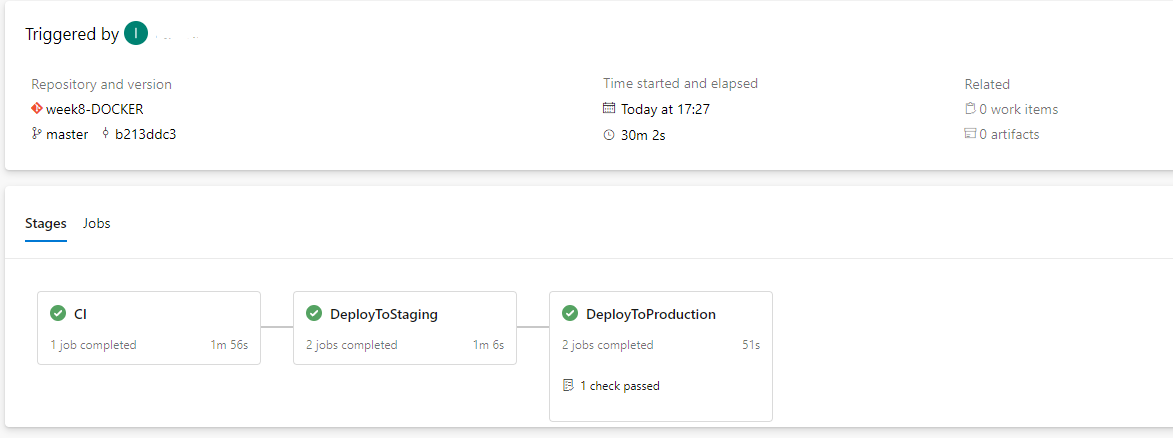 Triggered by I
Repository and version
week8-DOCKER
master b213ddc3
Time started and elapsed
Today at 17:27
30m 2s
Related
0 work items
0 artifacts
Stages Jobs
CI
1 job completed 1m 56s
DeployToStaging
2 jobs completed 1m 6s
DeployToProduction
2 jobs completed 51s
1 check passed